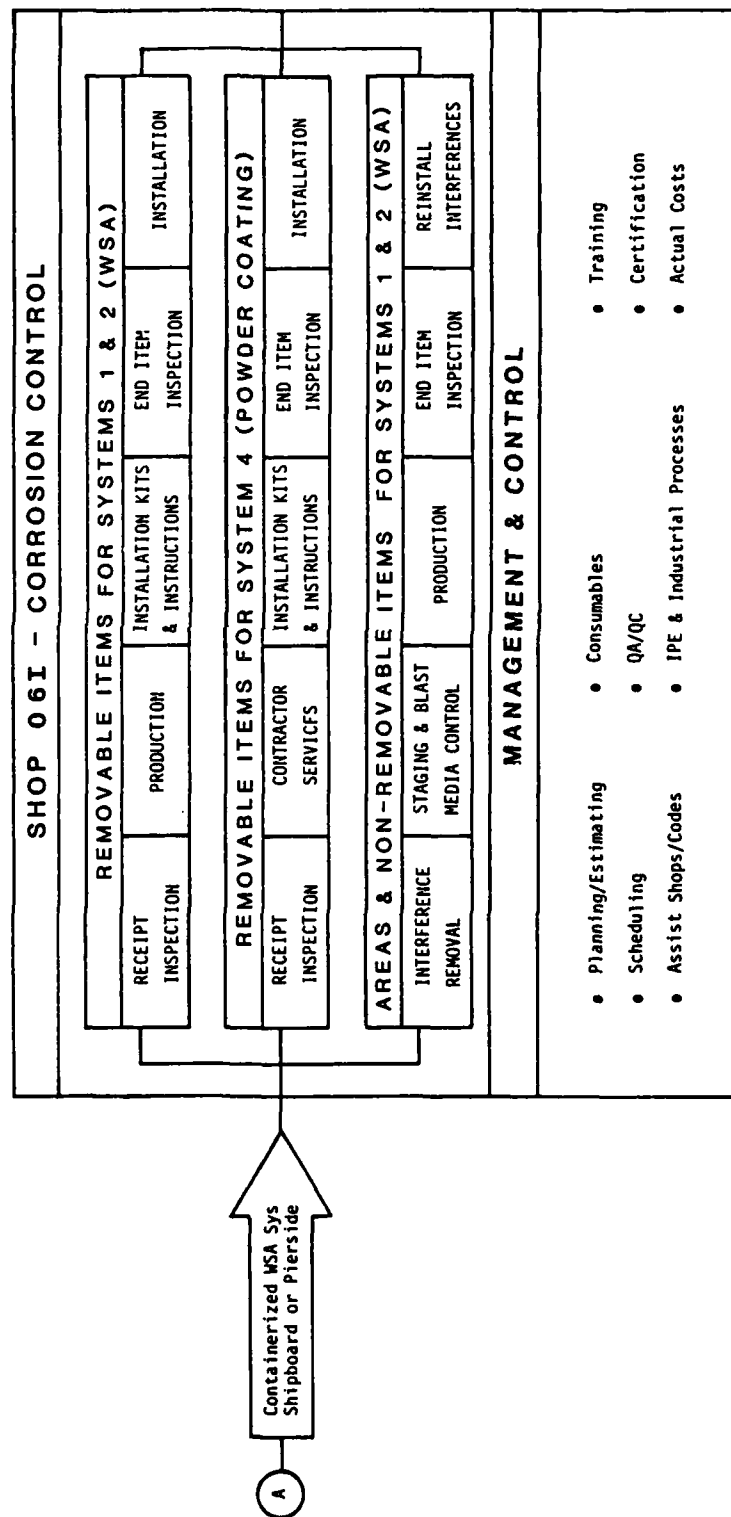 SHOP 06I - CORROSION CONTROL
REMOVABLE ITEMS FOR SYSTEMS 1 & 2 (WSA)
RECEIPT
INSPECTION
PRODUCTION
INSTALLATION KITS
& INSTRUCTIONS
END ITEM
INSPECTION
INSTALLATION
REMOVABLE ITEMS FOR SYSTEM 4 (POWDER COATING)
RECEIPT
INSPECTION
CONTRACTOR
SERVICES
INSTALLATION KITS
& INSTRUCTIONS
END ITEM
INSPECTION
INSTALLATION
AREAS & NON-REMOVABLE ITEMS FOR SYSTEMS 1 & 2 (WSA)
INTERFERENCE
REMOVAL
STAGING & BLAST
MEDIA CONTROL
PRODUCTION
END ITEM
INSPECTION
REINSTALL
INTERFERENCES
MANAGEMENT & CONTROL
• Planning/Estimating
• Scheduling
• Assist Shops/Codes
• Consumables
• QA/QC
• IPE & Industrial Processes
• Training
• Certification
• Actual Costs
A
Containerized WSA Sys
Shipboard or Pierside